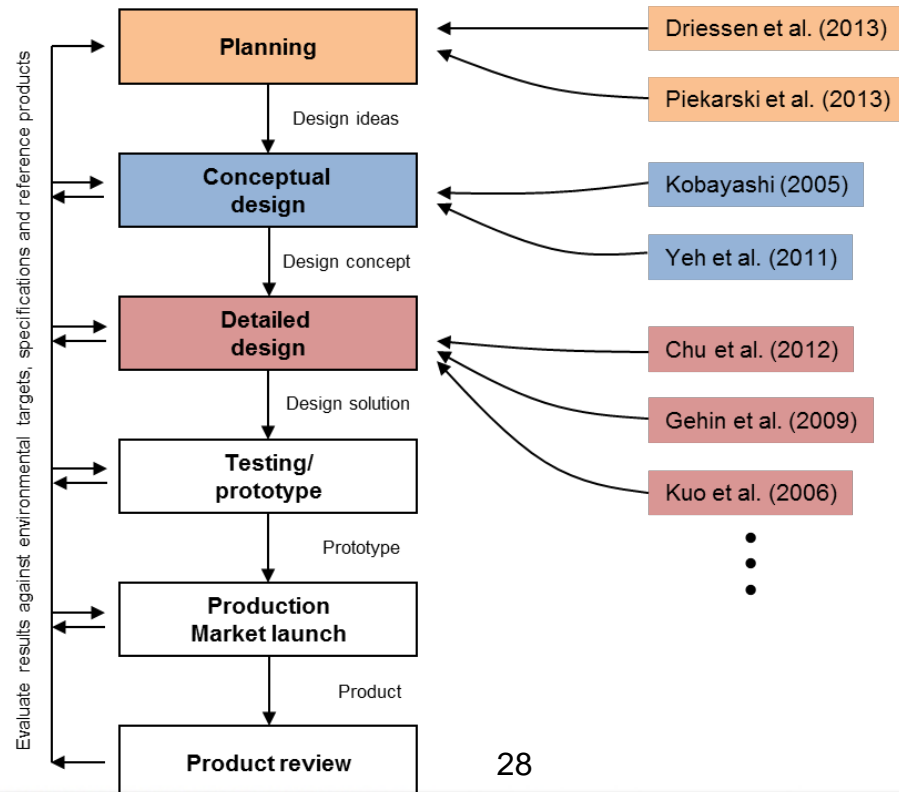 Evaluate results against environmental targets, specifications and reference products
Planning
Driessen et al. (2013)
Piekarski et al. (2013)
Design ideas
Conceptual
design
Kobayashi (2005)
Yeh et al. (2011)
Design concept
Detailed
design
Chu et al. (2012)
Gehin et al. (2009)
Kuo et al. (2006)
Design solution
Testing/
prototype
Prototype
Production
Market launch
Product
Product review
28